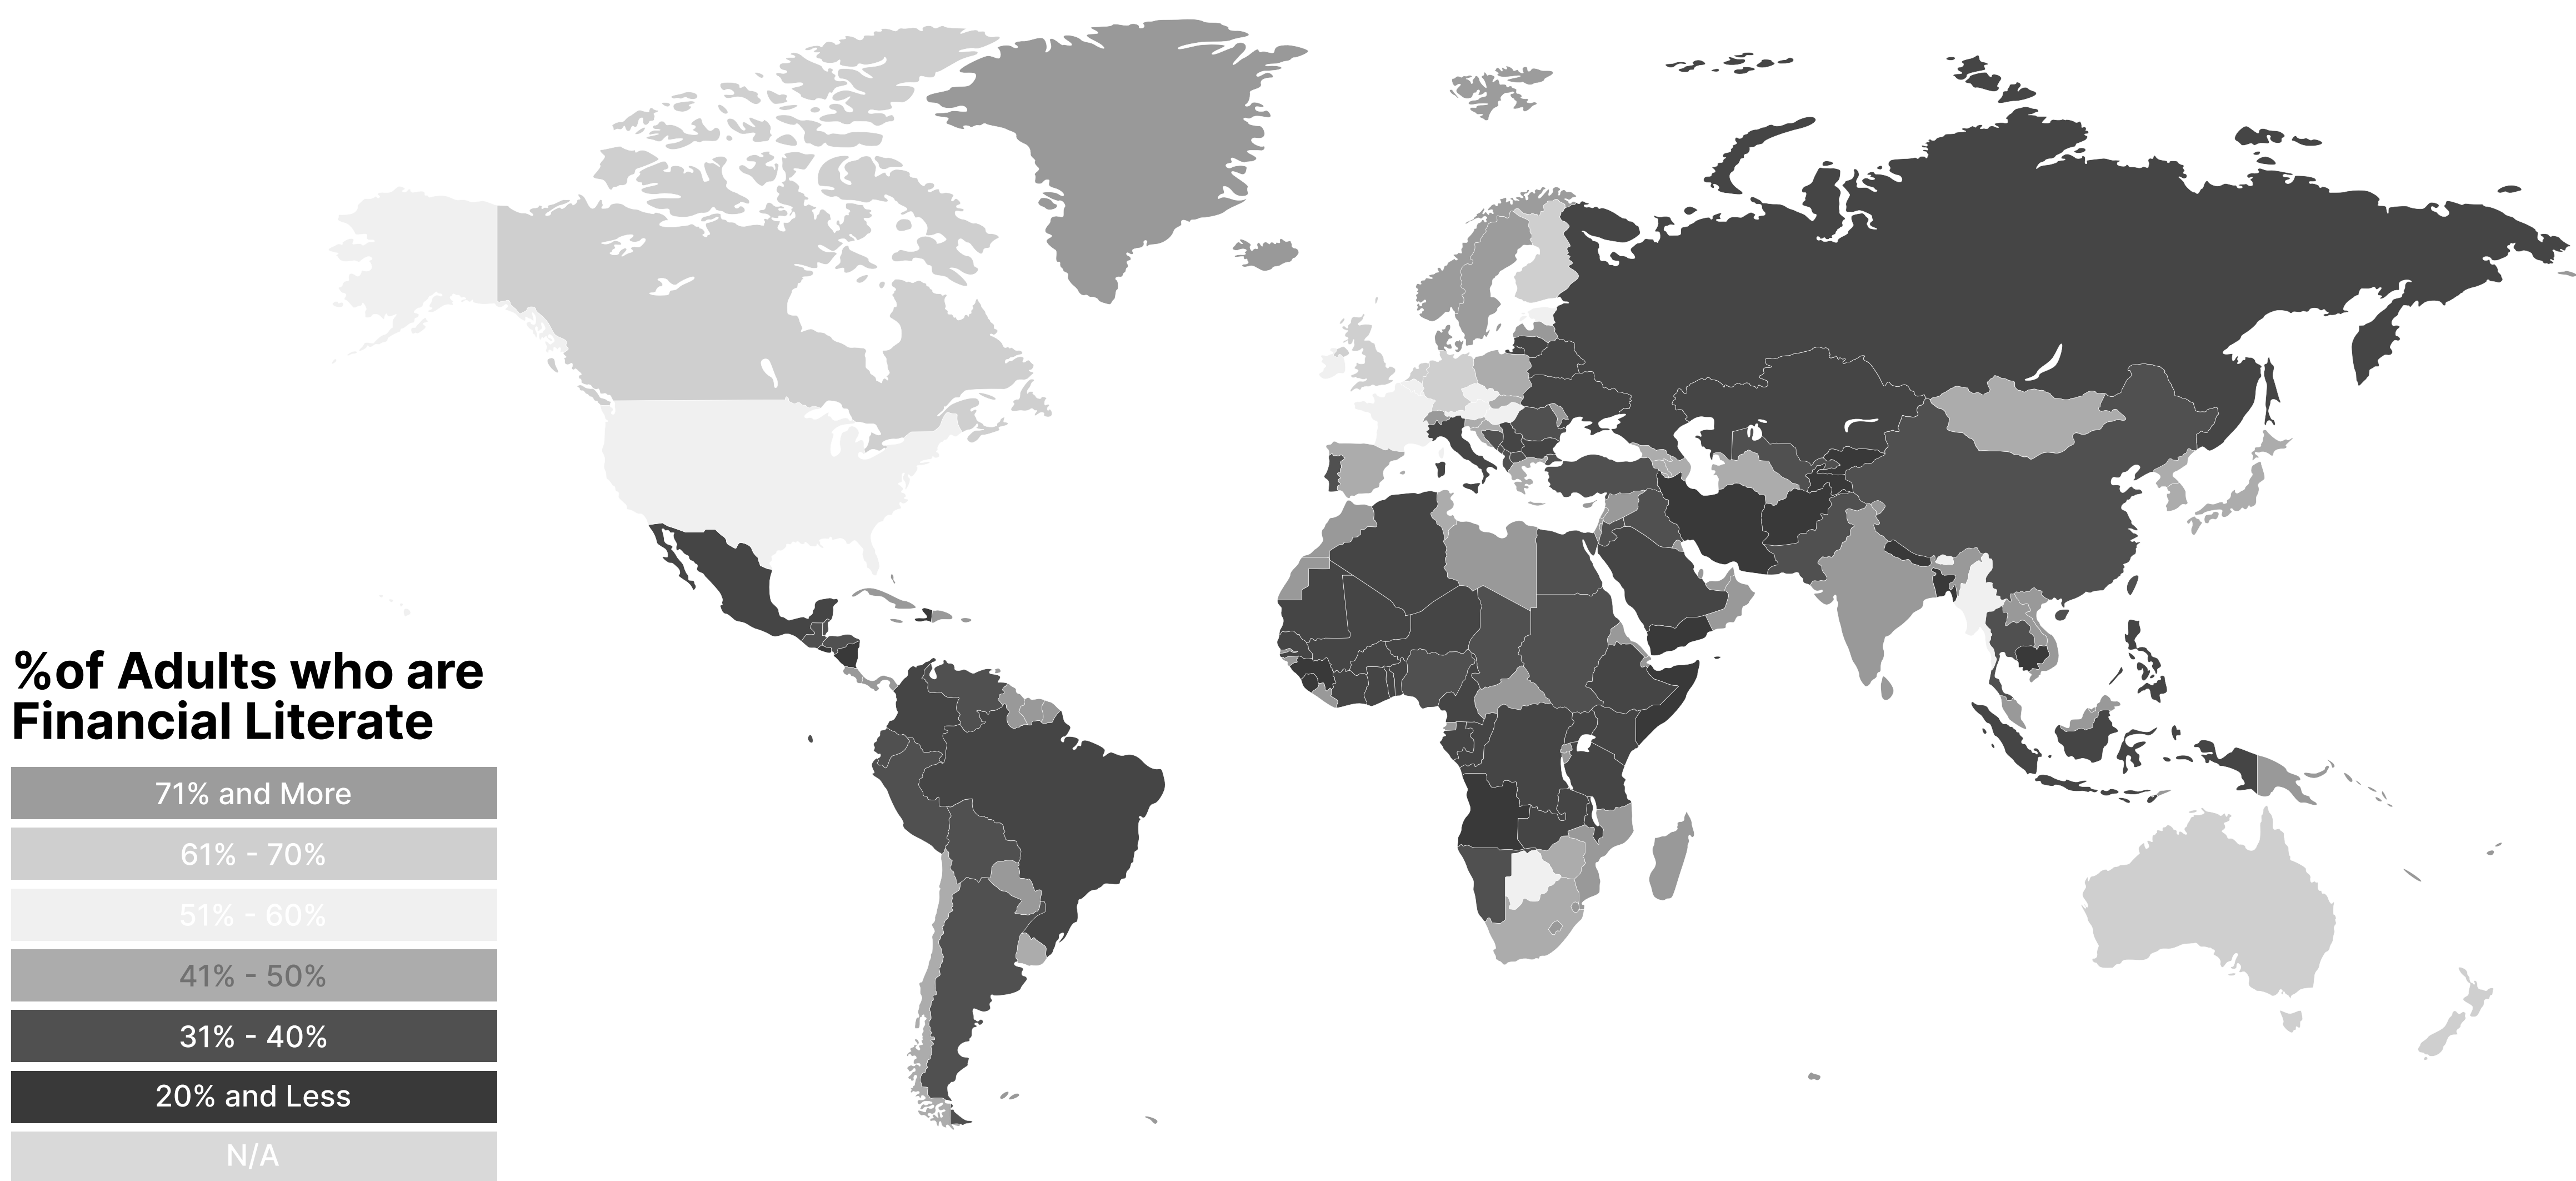 %of Adults who are
Financial Literate
71% and More
61% - 70%
51% - 60%
41% - 50%
31% - 40%
20% and Less
N/A